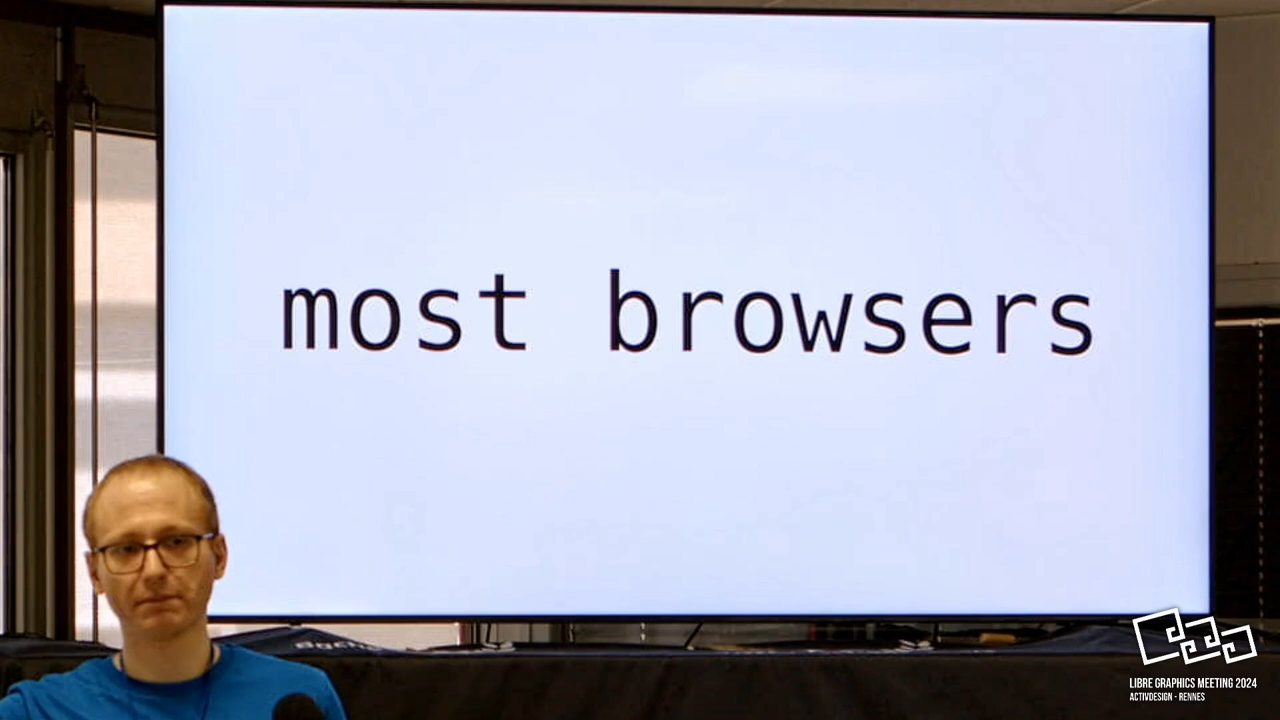 most browsers
LIBRE GRAPHICS MEETING 2024
ACTIVDESIGN - RENNES